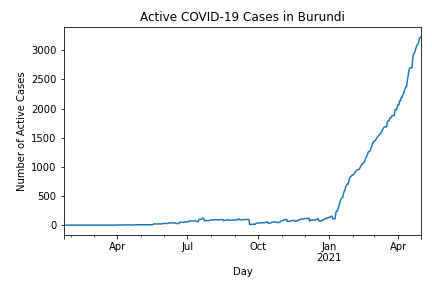 Active COVID-19 Cases in Burundi
Number of Active Cases
3000
2500
2000
1500
1000
500
0
Apr
Jul
Oct
Jan
2021
Apr
Day